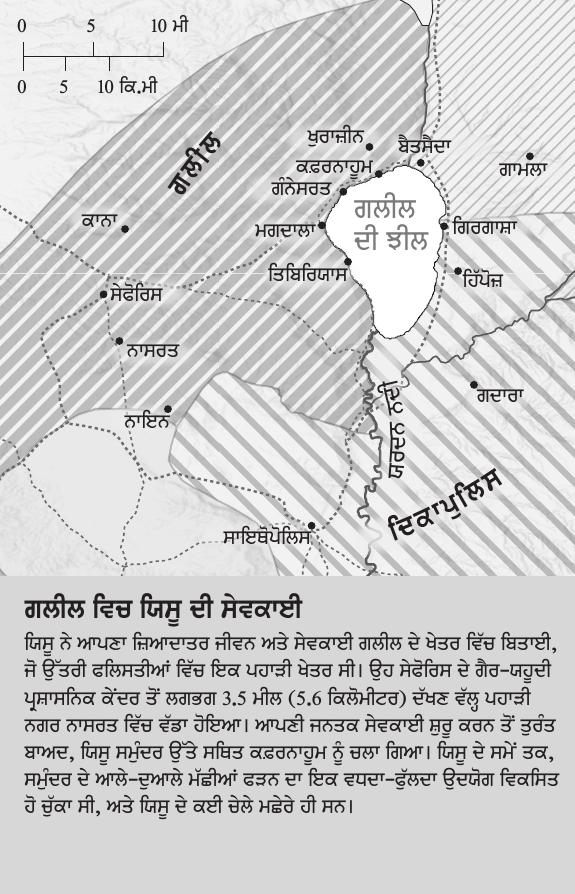 0 5 10 ਮੀ
0 5 10 ਕਿ.ਮੀ
ਗਲੀਲ
ਖੁਰਾਜ਼ੀਨ
ਬੈਤਸੈਦਾ
ਕਫ਼ਰਨਾਹੂਮ
ਗਾਮਲਾ
ਗੰਨੇਸਰਤ
ਗਲੀਲ
ਦੀ ਝੀਲ
ਕਾਨਾ
ਮਗਦਾਲਾ
ਗਿਰਗਾਸ਼ਾ
ਤਿਬਿਰਿਯਾਸ
ਹਿੱਪੋਜ਼
ਸੇਫੋਰਿਸ
ਨਾਸਰਤ
ਗਦਾਰਾ
ਨਾਇਨ
ਯਰਦਨ ਨਦੀ
ਦਿਕਾਪੁਲਿਸ
ਸਾਇਥੋਪੋਲਿਸ
ਗਲੀਲ ਵਿਚ ਯਿਸੂ ਦੀ ਸੇਵਕਾਈ
ਯਿਸੂ ਨੇ ਆਪਣਾ ਜ਼ਿਆਦਾਤਰ ਜੀਵਨ ਅਤੇ ਸੇਵਕਾਈ ਗਲੀਲ ਦੇ ਖੇਤਰ ਵਿੱਚ ਬਿਤਾਈ,
ਜੋ ਉੱਤਰੀ ਫਲਿਸਤੀਆਂ ਵਿੱਚ ਇਕ ਪਹਾੜੀ ਖੇਤਰ ਸੀ। ਉਹ ਸੇਫੋਰਿਸ ਦੇ ਗੈਰ-ਯਹੂਦੀ
ਪ੍ਰਸ਼ਾਸਨਿਕ ਕੇਂਦਰ ਤੋਂ ਲਗਭਗ 3.5 ਮੀਲ (5.6 ਕਿਲੋਮੀਟਰ) ਦੱਖਣ ਵੱਲ੍ਹ ਪਹਾੜੀ
ਨਗਰ ਨਾਸਰਤ ਵਿੱਚ ਵੱਡਾ ਹੋਇਆ। ਆਪਣੀ ਜਨਤਕ ਸੇਵਕਾਈ ਸ਼ੁਰੂ ਕਰਨ ਤੋਂ ਤੁਰੰਤ
ਬਾਅਦ, ਯਿਸੂ ਸਮੁੰਦਰ ਉੱਤੇ ਸਥਿਤ ਕਫ਼ਰਨਾਹੂਮ ਨੂੰ ਚਲਾ ਗਿਆ। ਯਿਸੂ ਦੇ ਸਮੇਂ ਤਕ,
ਸਮੁੰਦਰ ਦੇ ਆਲੇ-ਦੁਆਲੇ ਮੱਛੀਆਂ ਫੜਨ ਦਾ ਇਕ ਵਧਦਾ-ਫੁੱਲਦਾ ਉਦਯੋਗ ਵਿਕਸਿਤ
ਹੋ ਚੁੱਕਾ ਸੀ, ਅਤੇ ਯਿਸੂ ਦੇ ਕਈ ਚੇਲੇ ਮਛੇਰੇ ਹੀ ਸਨ।